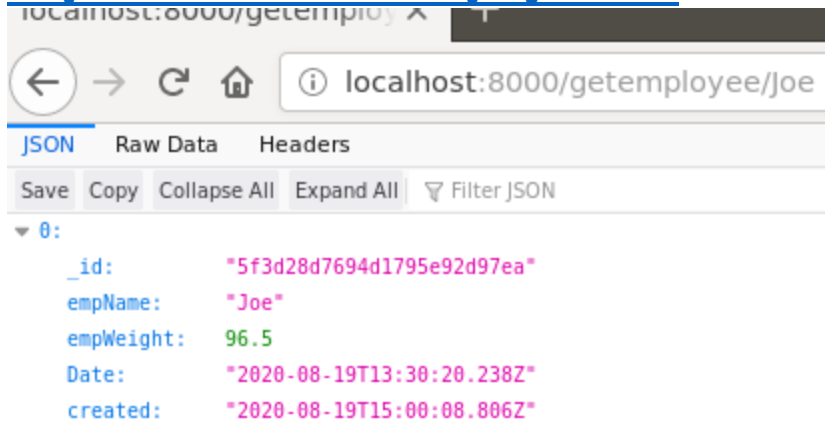 localhost:8000/getemploy
localhost:8000/getemployee/Joe
JSON Raw Data Headers
Save Copy Collapse All Expand All Filter JSON
0:
_id: "5f3d28d7694d1795e92d97ea"
empName: "Joe"
empWeight: 96.5
Date: "2020-08-19T13:30:20.238Z"
created: "2020-08-19T15:00:08.806Z"